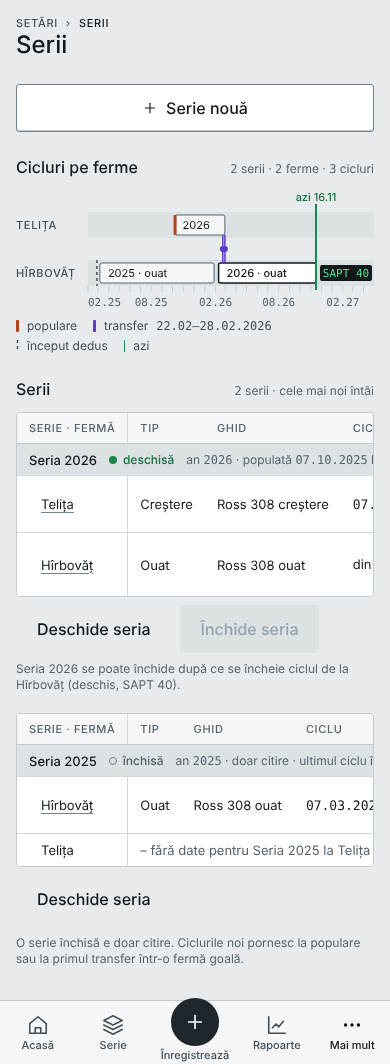 SETĂRI › SERII
Serii
+ Serie nouă
Cicluri pe ferme 2 serii · 2 ferme · 3 cicluri
azi 16.11
TELIȚA 2026
HÎRBOVĂȚ 2025 · ouat 2026 · ouat SAPT 40
02.25 08.25 02.26 08.26 02.27
populare transfer 22.02–28.02.2026
început dedus azi
Serii 2 serii · cele mai noi întâi
SERIE · FERMĂ TIP GHID CIC
Seria 2026 deschisă an 2026 · populată 07.10.2025
Telița Creștere Ross 308 creștere 07.
Hîrbovăț Ouat Ross 308 ouat din
Deschide seria Închide seria
Seria 2026 se poate închide după ce se încheie ciclul de la
Hîrbovăț (deschis, SAPT 40).
SERIE · FERMĂ TIP GHID CICLU
Seria 2025 închisă an 2025 · doar citire · ultimul ciclu
Hîrbovăț Ouat Ross 308 ouat 07.03.202
Telița – fără date pentru Seria 2025 la Telița
Deschide seria
O serie închisă e doar citire. Ciclurile noi pornesc la populare
sau la primul transfer într-o fermă goală.
Acasă Serie Înregistrează Rapoarte Mai mult